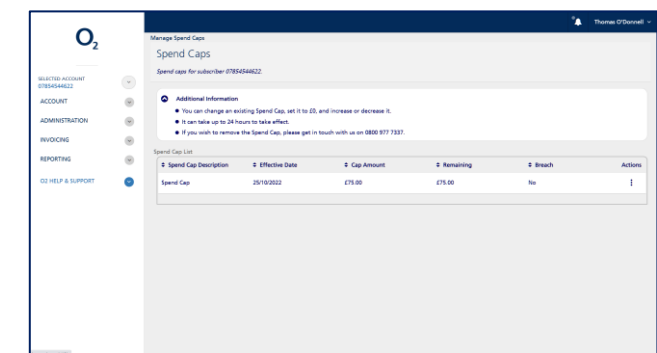 Thomas O'Donnell
O2
Manage Spend Caps
Spend Caps
Spend caps for subscriber 07854544622.
SELECTED ACCOUNT
07854544622
ACCOUNT
ADMINISTRATION
INVOICING
REPORTING
O2 HELP & SUPPORT
Additional Information
You can change an existing Spend Cap, set it to £0, and increase or decrease it.
It can take up to 24 hours to take effect.
If you wish to remove the Spend Cap, please get in touch with us on 0800 977 7337.
Spend Cap List
Spend Cap Description Effective Date Cap Amount Remaining Breach Actions
Spend Cap 25/10/2022 £75.00 £75.00 No